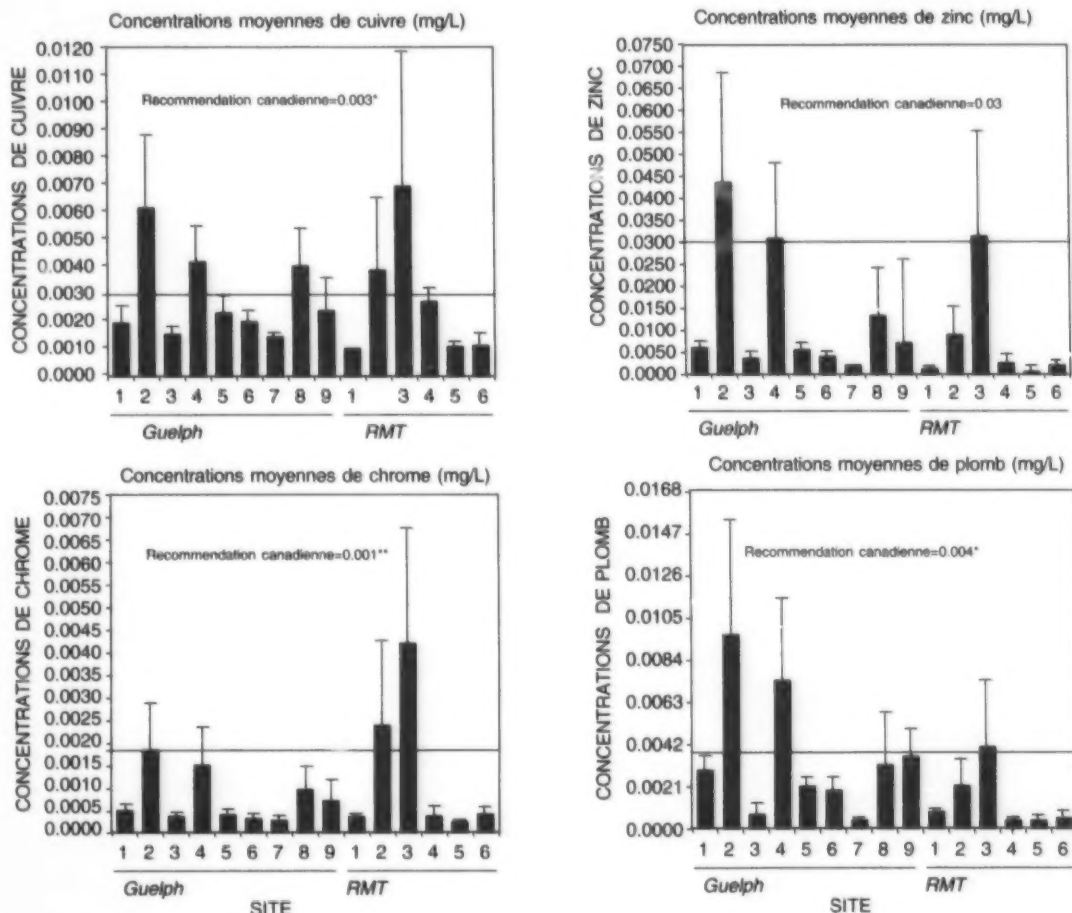 Concentrations moyennes de cuivre (mg/L)
CONCENTRATIONS DE CUIVRE
0.0120
0.0110
0.0100
0.0090
0.0080
0.0070
0.0060
0.0050
0.0040
0.0030
0.0020
0.0010
0.0000
Recommendation canadienne=0.003*
1 2 3 4 5 6 7 8 9 1 3 4 5 6
Guelph RMT
Concentrations moyennes de zinc (mg/L)
CONCENTRATIONS DE ZINC
0.0750
0.0700
0.0650
0.0600
0.0550
0.0500
0.0450
0.0400
0.0350
0.0300
0.0250
0.0200
0.0150
0.0100
0.0050
0.0000
Recommendation canadienne=0.03
1 2 3 4 5 6 7 8 9 1 2 3 4 5 6
Guelph RMT
Concentrations moyennes de chrome (mg/L)
CONCENTRATIONS DE CHROME
0.0075
0.0070
0.0065
0.0060
0.0055
0.0050
0.0045
0.0040
0.0035
0.0030
0.0025
0.0020
0.0015
0.0010
0.0005
0.0000
Recommendation canadienne=0.001**
1 2 3 4 5 6 7 8 9 1 2 3 4 5 6
Guelph RMT
SITE
Concentrations moyennes de plomb (mg/L)
CONCENTRATIONS DE PLOMB
0.0168
0.0147
0.0126
0.0105
0.0084
0.0063
0.0042
0.0021
0.0000
Recommendation canadienne=0.004*
1 2 3 4 5 6 7 8 9 1 2 3 4 5 6
Guelph RMT
SITE